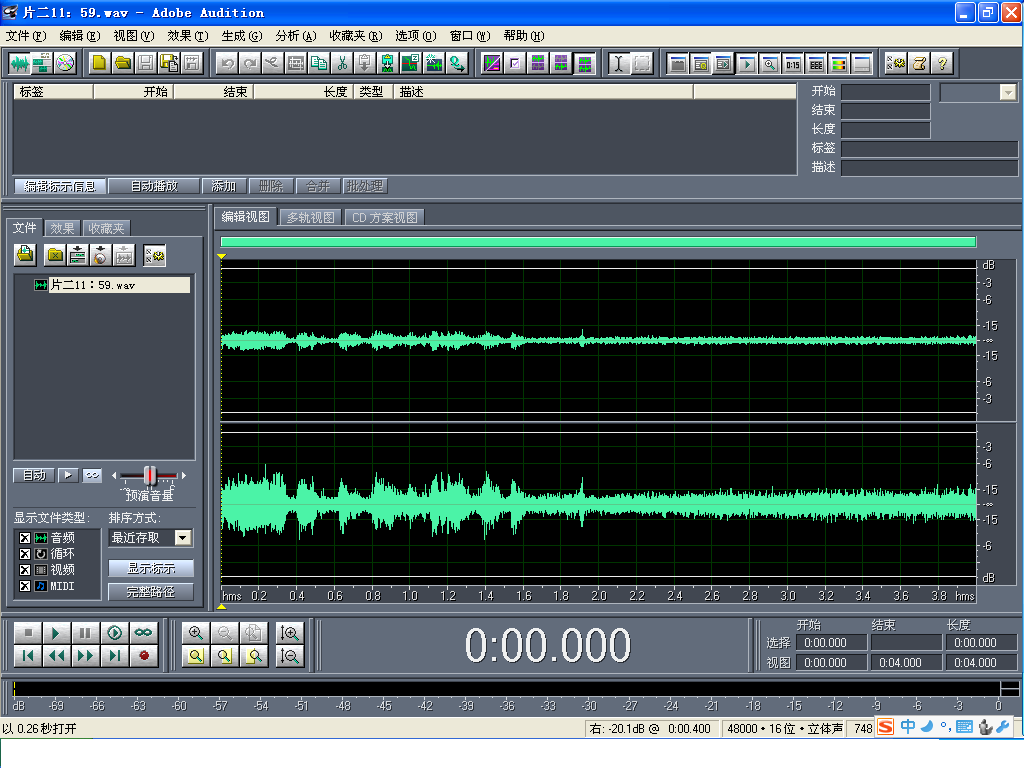 片二11: 59.wav - Adobe Audition
文件(F) 编辑(E) 视图(V) 效果(T) 生成(G) 分析(A) 收藏夹(R) 选项(O) 窗口(W) 帮助(H)
标签 开始 结束 长度 类型 描述
开始
结束
长度
标签
描述
编辑标示信息 自动播放 添加 删除 合并 批处理
文件 效果 收藏夹
编辑视图 多轨视图 CD 方案视图
片二11：59.wav
dB
-3
-6
-15
-∞
-15
-6
-3
-3
-6
-15
-∞
-15
-6
dB
hms 0.2 0.4 0.6 0.8 1.0 1.2 1.4 1.6 1.8 2.0 2.2 2.4 2.6 2.8 3.0 3.2 3.4 3.6 3.8 hms
自动
预演音量
显示文件类型: 排序方式:
音频
循环
视频
MIDI
最近存取
显示标示
完整路径
0:00.000
开始 结束 长度
选择 0:00.000 0:00.000
视图 0:00.000 0:04.000 0:04.000
dB -69 -66 -63 -60 -57 -54 -51 -48 -45 -42 -39 -36 -33 -30 -27 -24 -21 -18 -15 -12 -9 -6 -3 0
以 0.26 秒打开
右: -20.1dB @ 0:00.400 48000 • 16 位 • 立体声 748
S 中